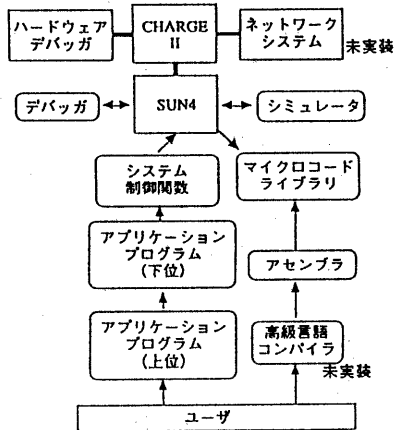 ハードウェア
デバッガ
CHARGE
II
ネットワーク
システム
未実装
デバッガ
SUN4
シミュレータ
システム
制御関数
マイクロコード
ライブラリ
アプリケーション
プログラム
(下位)
アセンブラ
アプリケーション
プログラム
(上位)
高級言語
コンパイラ
未実装
ユーザ